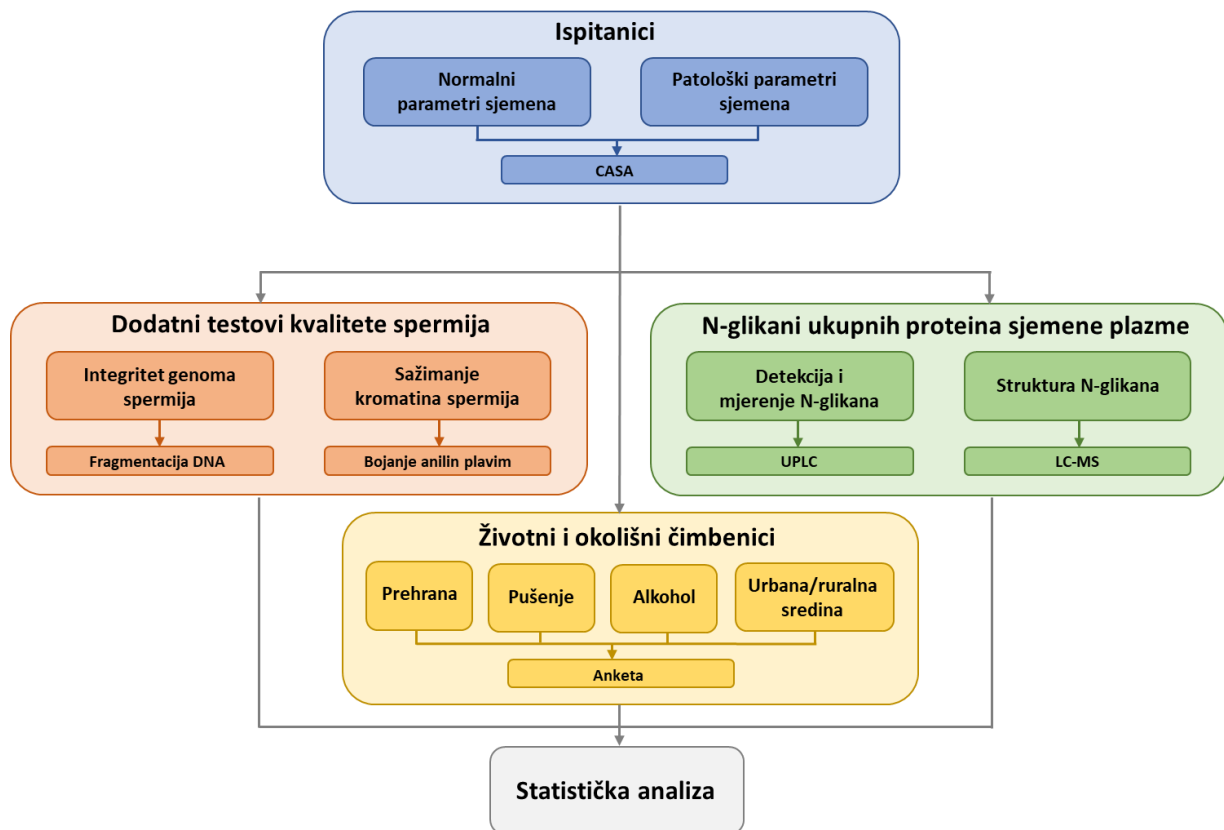 Ispitanici
Normalni
parametri sjemena
Patološki parametri
sjemena
CASA
Dodatni testovi kvalitete spermija
Integritet genoma
spermija
Sažimanje
kromatina spermija
Fragmentacija DNA
Bojanje anilin plavim
N-glikani ukupnih proteina sjemene plazme
Detekcija i
mjerenje N-glikana
Struktura N-glikana
UPLC
LC-MS
Životni i okolišni čimbenici
Prehrana
Pušenje
Alkohol
Urbana/ruralna
sredina
Anketa
Statistička analiza